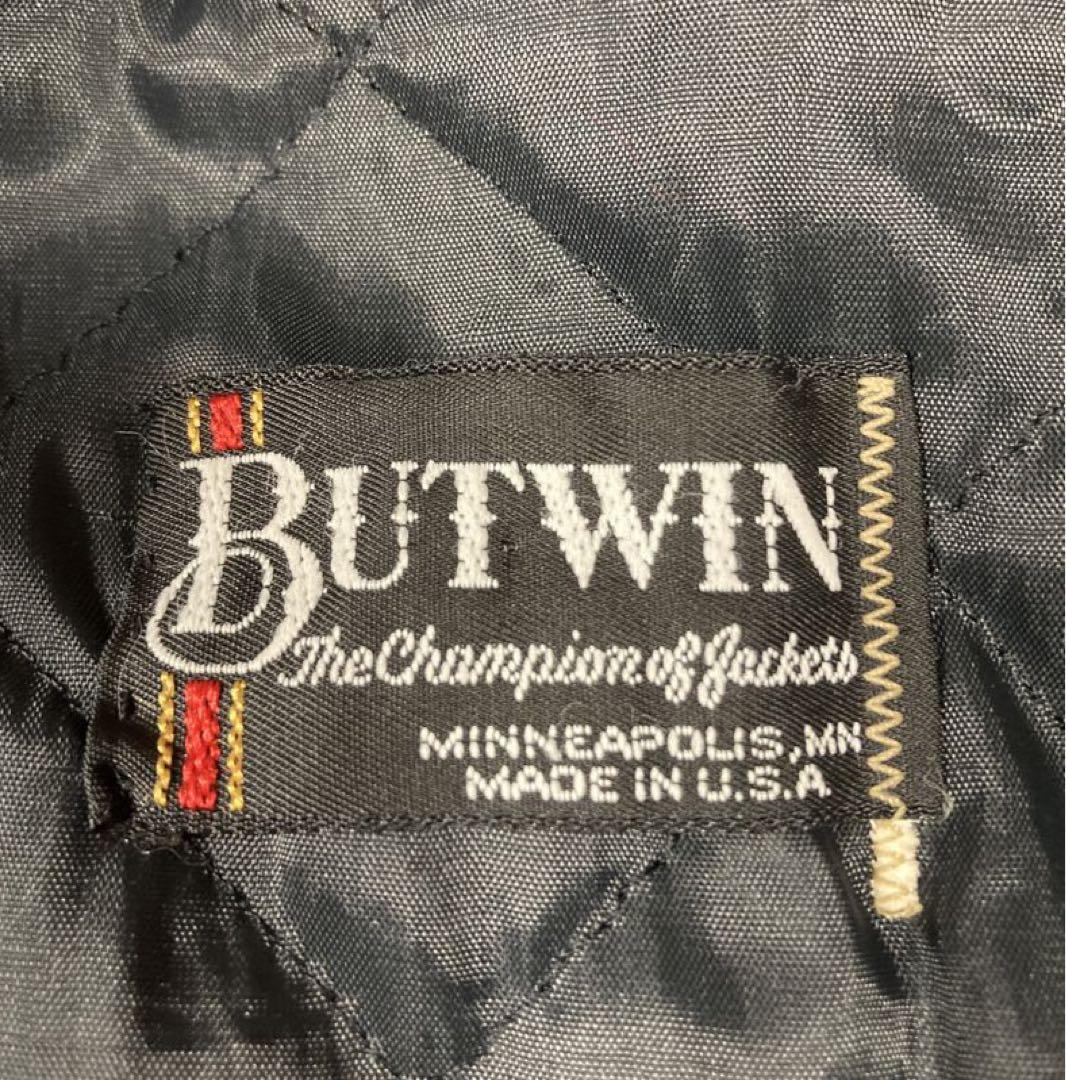 BUTWIN
The Champion of Jackets
MINNEAPOLIS, MN
MADE IN U.S.A